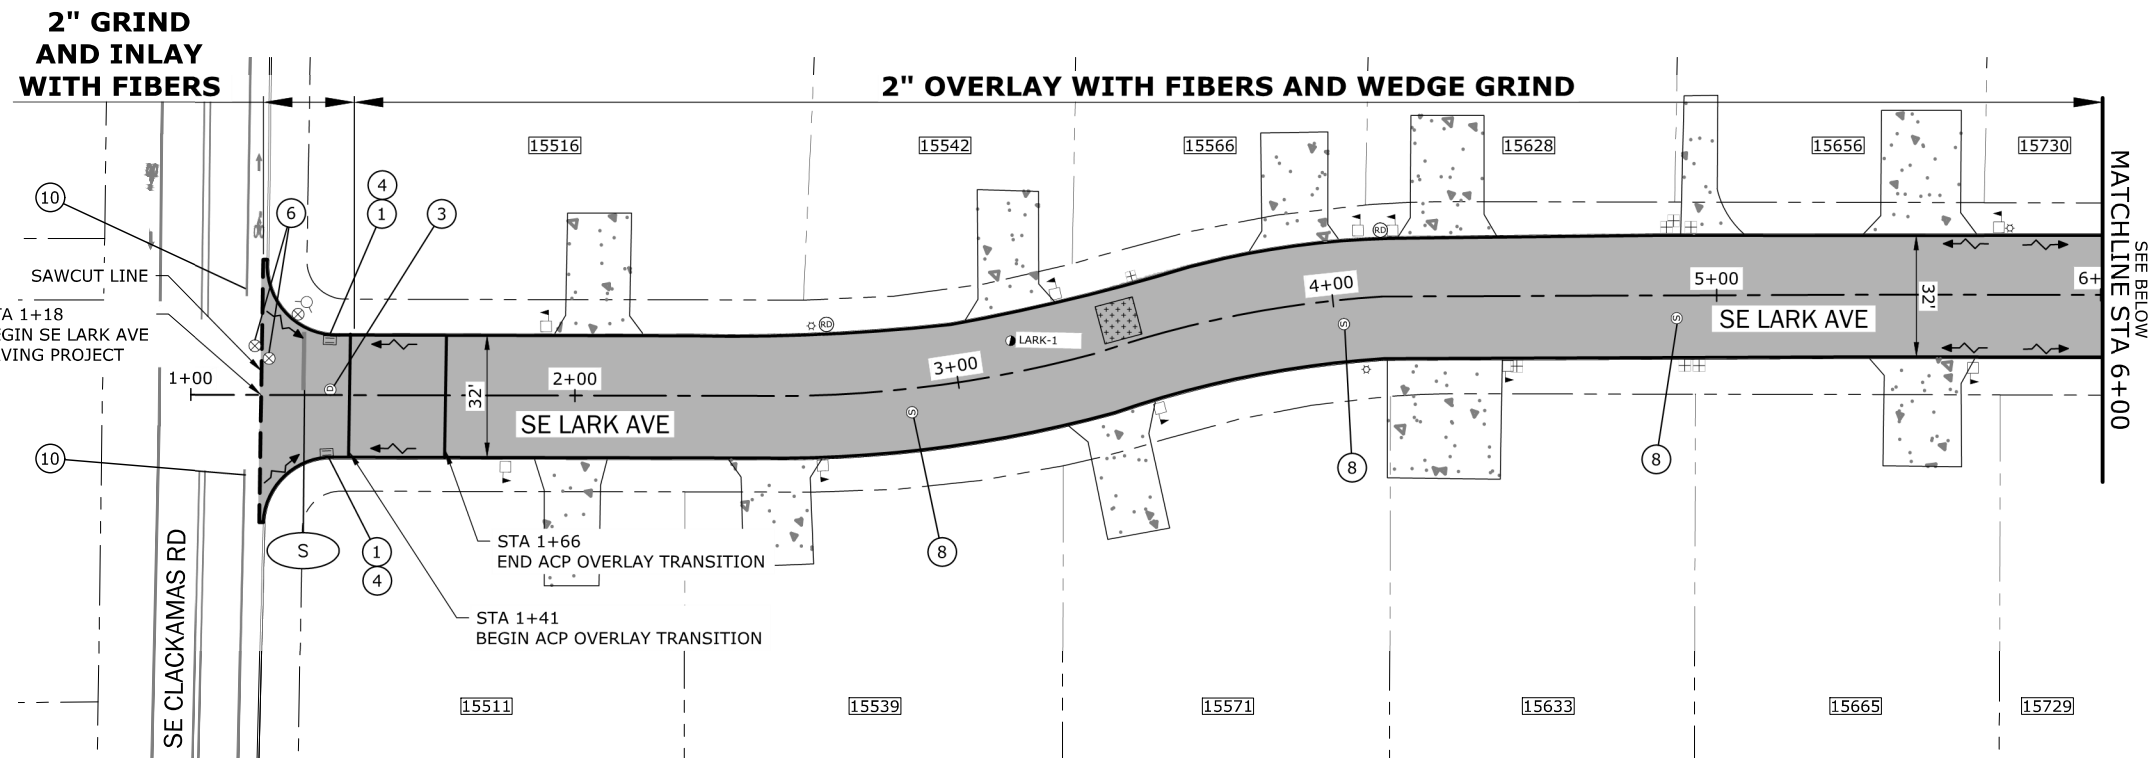 2" GRIND
AND INLAY
WITH FIBERS
2" OVERLAY WITH FIBERS AND WEDGE GRIND
15516
15542
15566
15628
15656
15730
10
4
1
3
6
SAWCUT LINE
1+18
SE LARK AVE
PROJECT
1+00
2+00
3+00
4+00
5+00
6+
32'
32'
SE LARK AVE
SE LARK AVE
LARK-1
RD
RD
D
S
S
S
MATCHLINE STA 6+00
SEE BELOW
10
S
1
4
8
8
8
STA 1+66
END ACP OVERLAY TRANSITION
STA 1+41
BEGIN ACP OVERLAY TRANSITION
SE CLACKAMAS RD
15511
15539
15571
15633
15665
15729